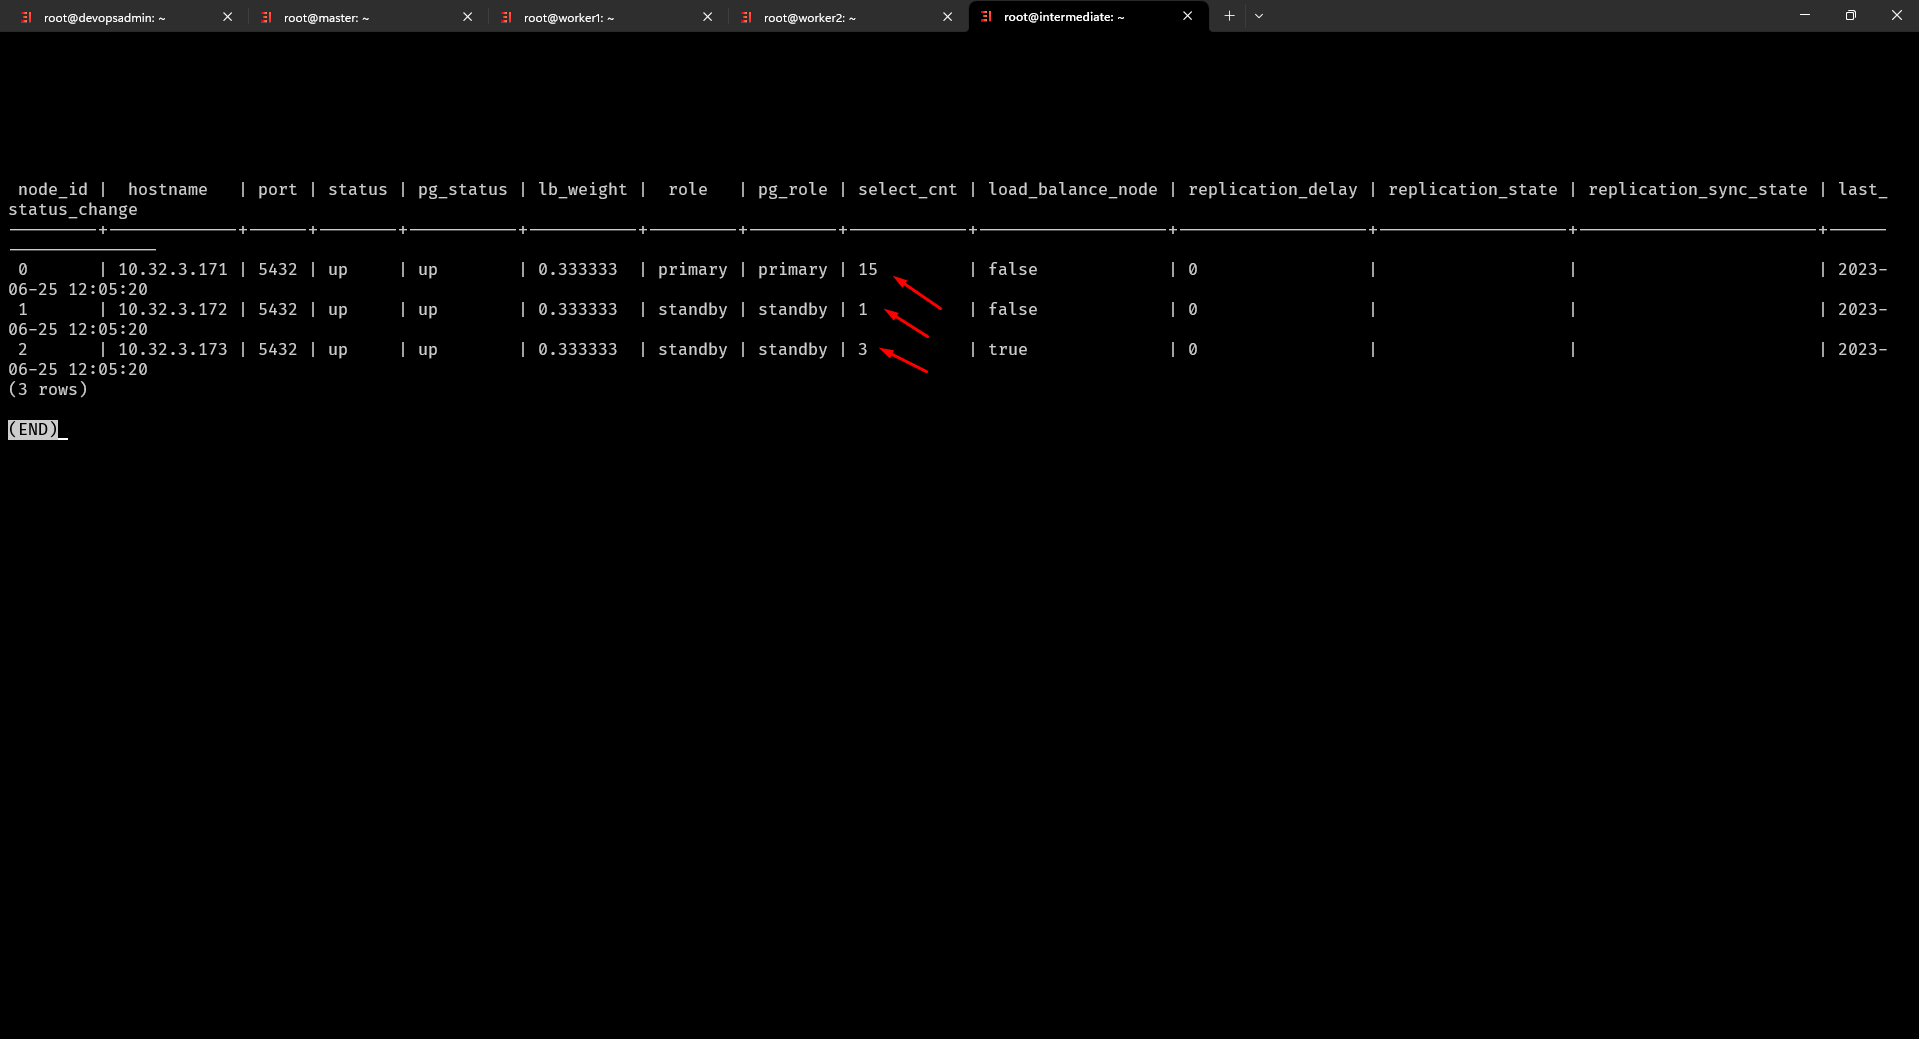 root@devopsadmin: ~ root@master: ~ root@worker1: ~ root@worker2: ~ root@intermediate: ~
 node_id |  hostname   | port | status | pg_status | lb_weight |  role   | pg_role | select_cnt | load_balance_node | replication_delay | replication_state | replication_sync_state | last_
status_change
---------+-------------+------+--------+-----------+-----------+---------+---------+------------+-------------------+-------------------+-------------------+------------------------+------
---------------
 0       | 10.32.3.171 | 5432 | up     | up        | 0.333333  | primary | primary | 15         | false             | 0                 |                   |                        | 2023-
06-25 12:05:20
 1       | 10.32.3.172 | 5432 | up     | up        | 0.333333  | standby | standby | 1          | false             | 0                 |                   |                        | 2023-
06-25 12:05:20
 2       | 10.32.3.173 | 5432 | up     | up        | 0.333333  | standby | standby | 3          | true              | 0                 |                   |                        | 2023-
06-25 12:05:20
(3 rows)
(END)